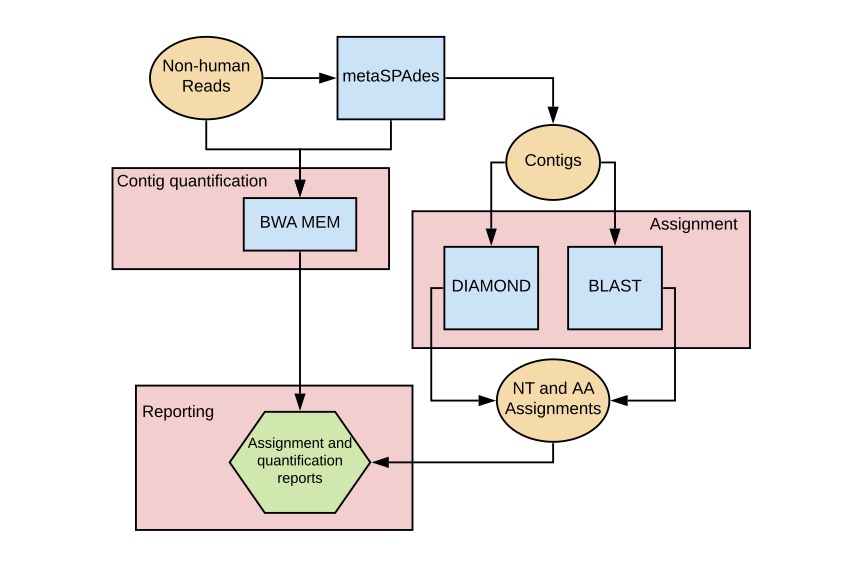 Non-human
Reads
metaSPAdes
Contigs
Contig quantification
BWA MEM
Assignment
DIAMOND
BLAST
NT and AA
Assignments
Reporting
Assignment and
quantification
reports